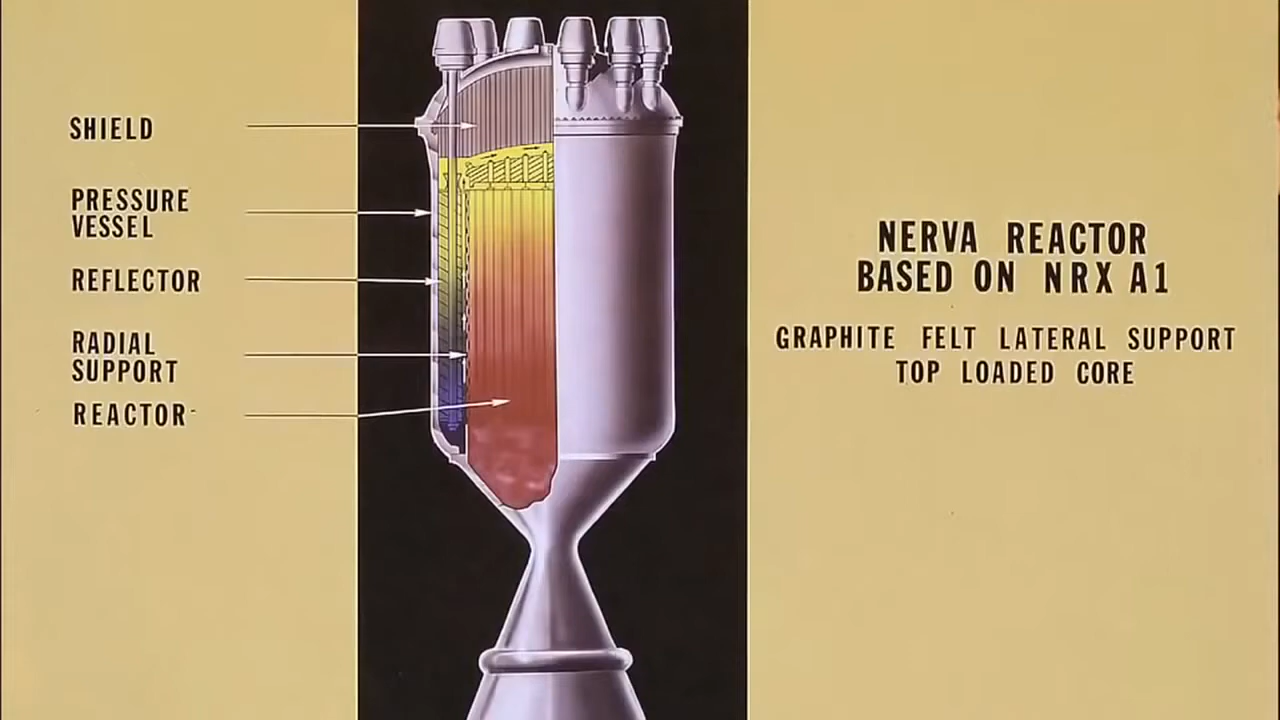 SHIELD
PRESSURE
VESSEL
REFLECTOR
RADIAL
SUPPORT
REACTOR
NERVA REACTOR
BASED ON NRX A1
GRAPHITE FELT LATERAL SUPPORT
TOP LOADED CORE